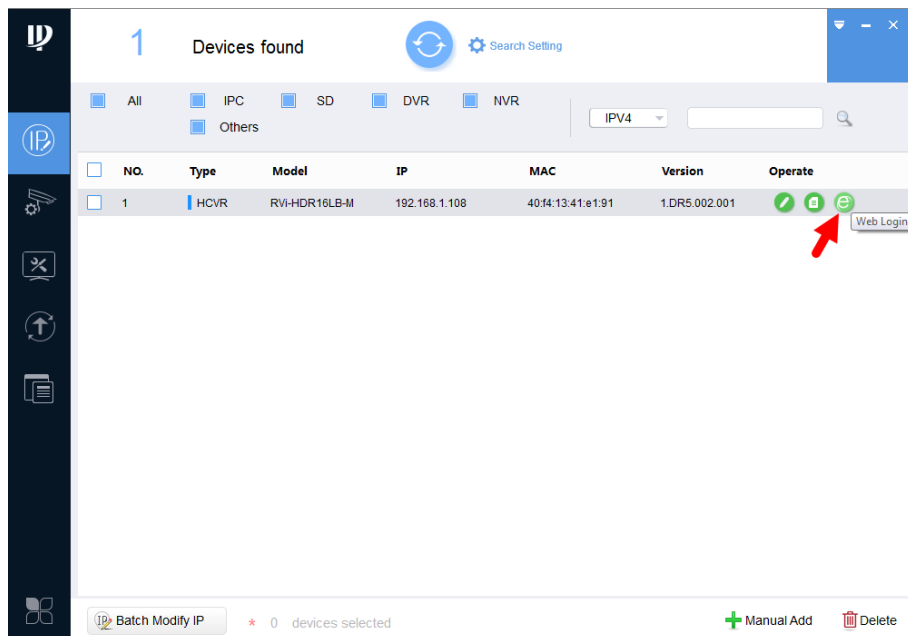 1 Devices found Search Setting
All IPC SD DVR NVR
Others
IPV4
NO. Type Model IP MAC Version Operate
1 HCVR RVi-HDR16LB-M 192.168.1.108 40:f4:13:41:e1:91 1.DR5.002.001
Web Login
IP Batch Modify IP * 0 devices selected Manual Add Delete